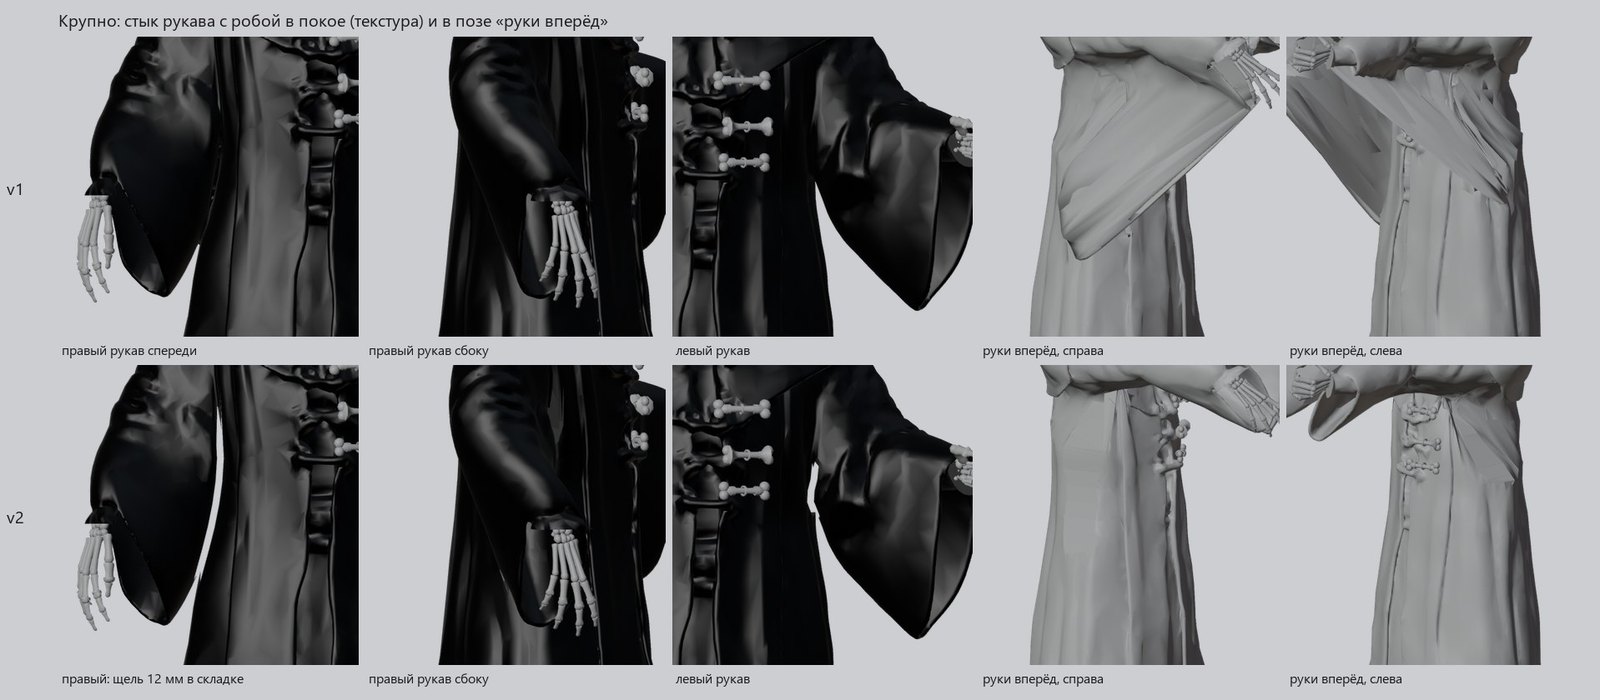 Крупно: стык рукава с робой в покое (текстура) и в позе «руки вперёд»
v1
правый рукав спереди
правый рукав сбоку
левый рукав
руки вперёд, справа
руки вперёд, слева
v2
правый: щель 12 мм в складке
правый рукав сбоку
левый рукав
руки вперёд, справа
руки вперёд, слева